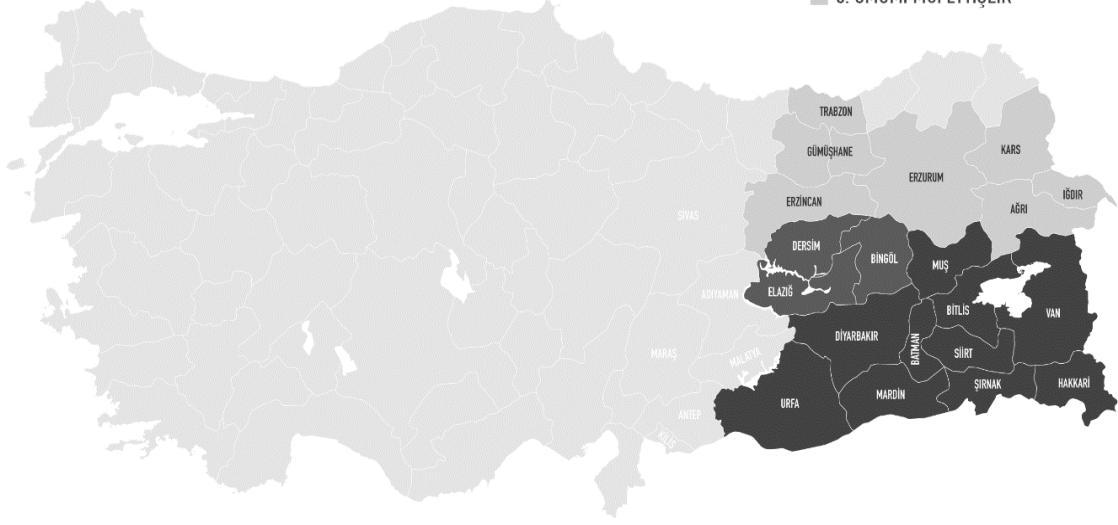 TRABZON
GÜMÜŞHANE
KARS
ERZURUM
IĞDIR
ERZİNCAN
AĞRI
SİVAS
DERSİM
BİNGÖL
MUŞ
ELAZIĞ
ADIYAMAN
BİTLİS
VAN
DİYARBAKIR
BATMAN
MARAŞ
MALATYA
SİİRT
ŞIRNAK
HAKKARİ
MARDİN
URFA
ANTEP
KİLİS